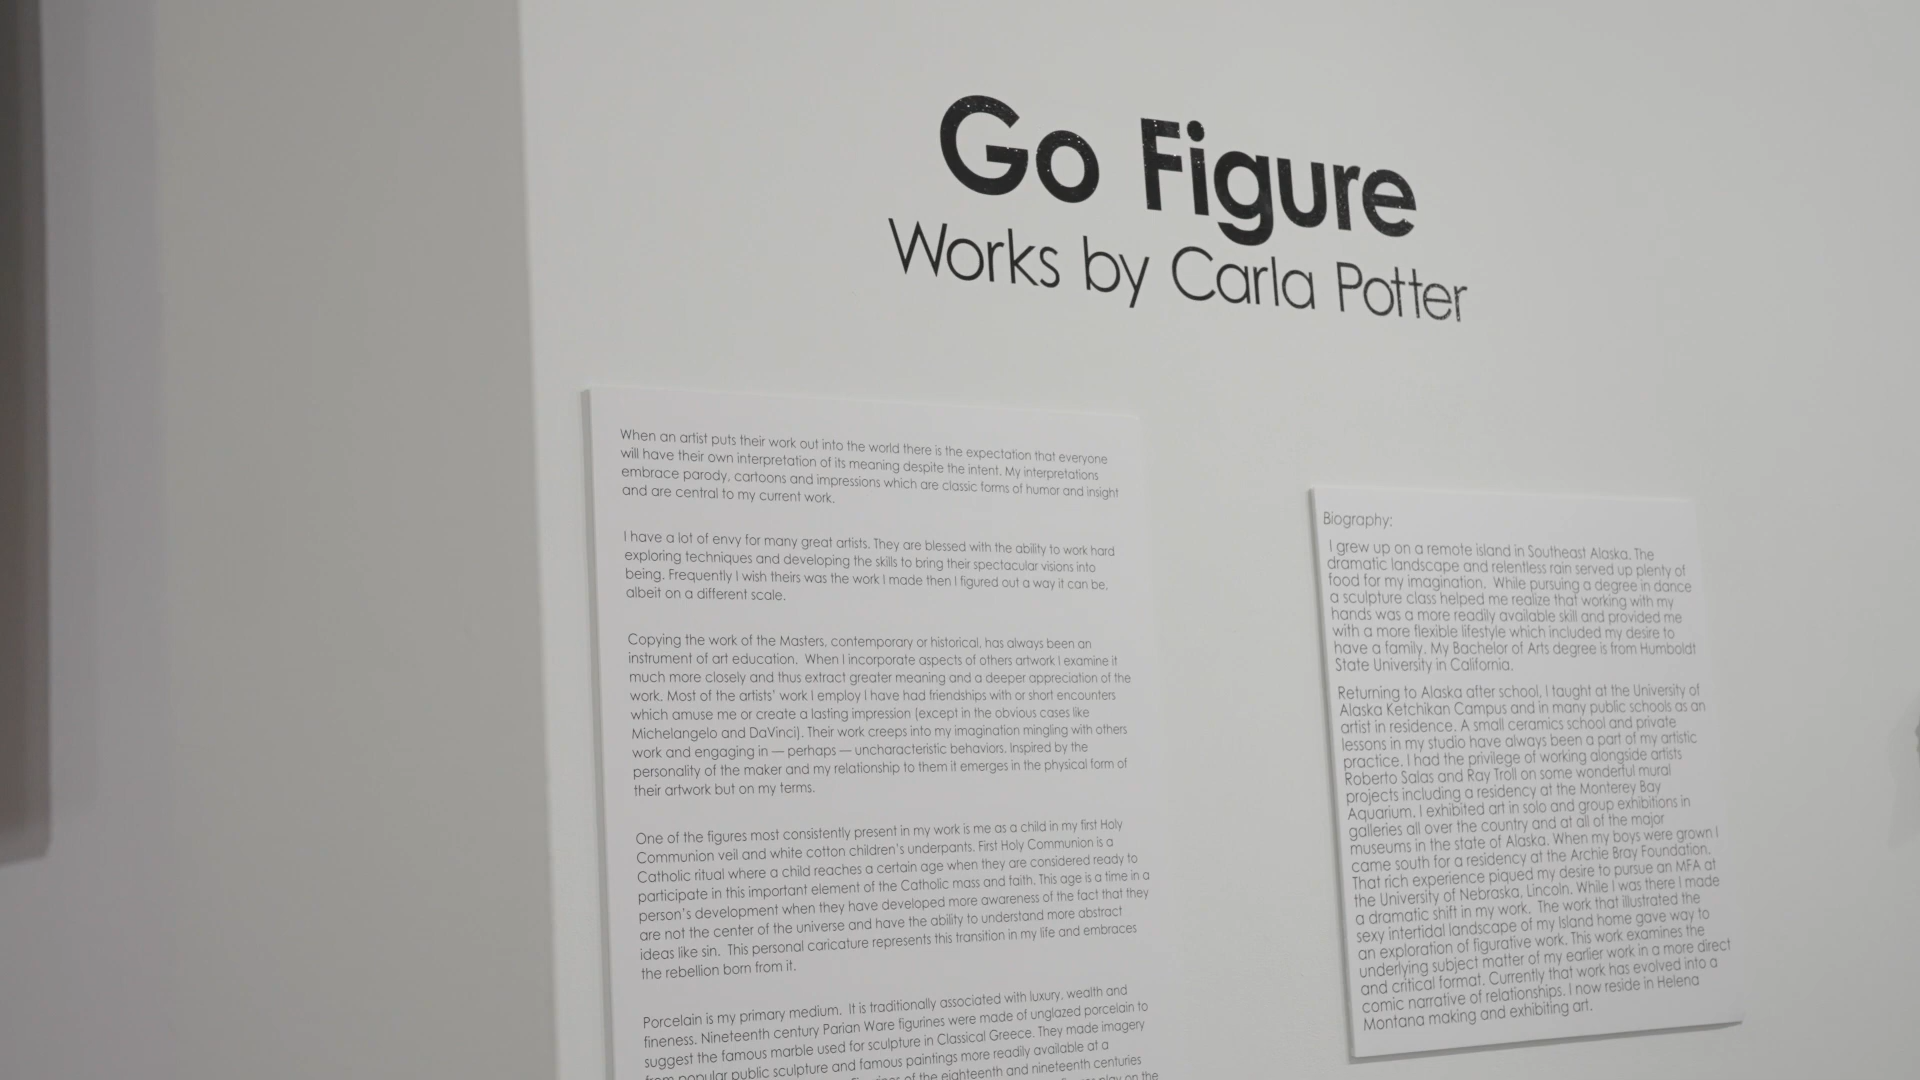 Go Figure
Works by Carla Potter
When an artist puts their work out into the world there is the expectation that everyone
will have their own interpretation of its meaning despite the intent. My interpretations
embrace parody, cartoons and impressions which are classic forms of humor and insight
and are central to my current work.
I have a lot of envy for many great artists. They are blessed with the ability to work hard
exploring techniques and developing the skills to bring their spectacular visions into
being. Frequently I wish theirs was the work I made then I figured out a way it can be,
albeit on a different scale.
Copying the work of the Masters, contemporary or historical, has always been an
instrument of art education. When I incorporate aspects of others artwork I examine it
much more closely and thus extract greater meaning and a deeper appreciation of the
work. Most of the artists' work I employ I have had friendships with or short encounters
which amuse me or create a lasting impression (except in the obvious cases like
Michelangelo and DaVinci). Their work creeps into my imagination mingling with others
work and engaging in — perhaps — uncharacteristic behaviors. Inspired by the
personality of the maker and my relationship to them it emerges in the physical form of
their artwork but on my terms.
One of the figures most consistently present in my work is me as a child in my first Holy
Communion veil and white cotton children's underpants. First Holy Communion is a
Catholic ritual where a child reaches a certain age when they are considered ready to
participate in this important element of the Catholic mass and faith. This age is a time in a
person's development when they have developed more awareness of the fact that they
are not the center of the universe and have the ability to understand more abstract
ideas like sin. This personal caricature represents this transition in my life and embraces
the rebellion born from it.
Porcelain is my primary medium. It is traditionally associated with luxury, wealth and
fineness. Nineteenth century Parian Ware figurines were made of unglazed porcelain to
suggest the famous marble used for sculpture in Classical Greece. They made imagery
from popular public sculpture and famous paintings more readily available at a
of the eighteenth and nineteenth centuries
play on the
Biography:
I grew up on a remote island in Southeast Alaska. The
dramatic landscape and relentless rain served up plenty of
food for my imagination. While pursuing a degree in dance
a sculpture class helped me realize that working with my
hands was a more readily available skill and provided me
with a more flexible lifestyle which included my desire to
have a family. My Bachelor of Arts degree is from Humboldt
State University in California.
Returning to Alaska after school, I taught at the University of
Alaska Ketchikan Campus and in many public schools as an
artist in residence. A small ceramics school and private
lessons in my studio have always been a part of my artistic
practice. I had the privilege of working alongside artists
Roberto Salas and Ray Troll on some wonderful mural
projects including a residency at the Monterey Bay
Aquarium. I exhibited art in solo and group exhibitions in
galleries all over the country and at all of the major
museums in the state of Alaska. When my boys were grown I
came south for a residency at the Archie Bray Foundation.
That rich experience piqued my desire to pursue an MFA at
the University of Nebraska, Lincoln. While I was there I made
a dramatic shift in my work. The work that illustrated the
sexy intertidal landscape of my Island home gave way to
an exploration of figurative work. This work examines the
underlying subject matter of my earlier work in a more direct
and critical format. Currently that work has evolved into a
comic narrative of relationships. I now reside in Helena
Montana making and exhibiting art.